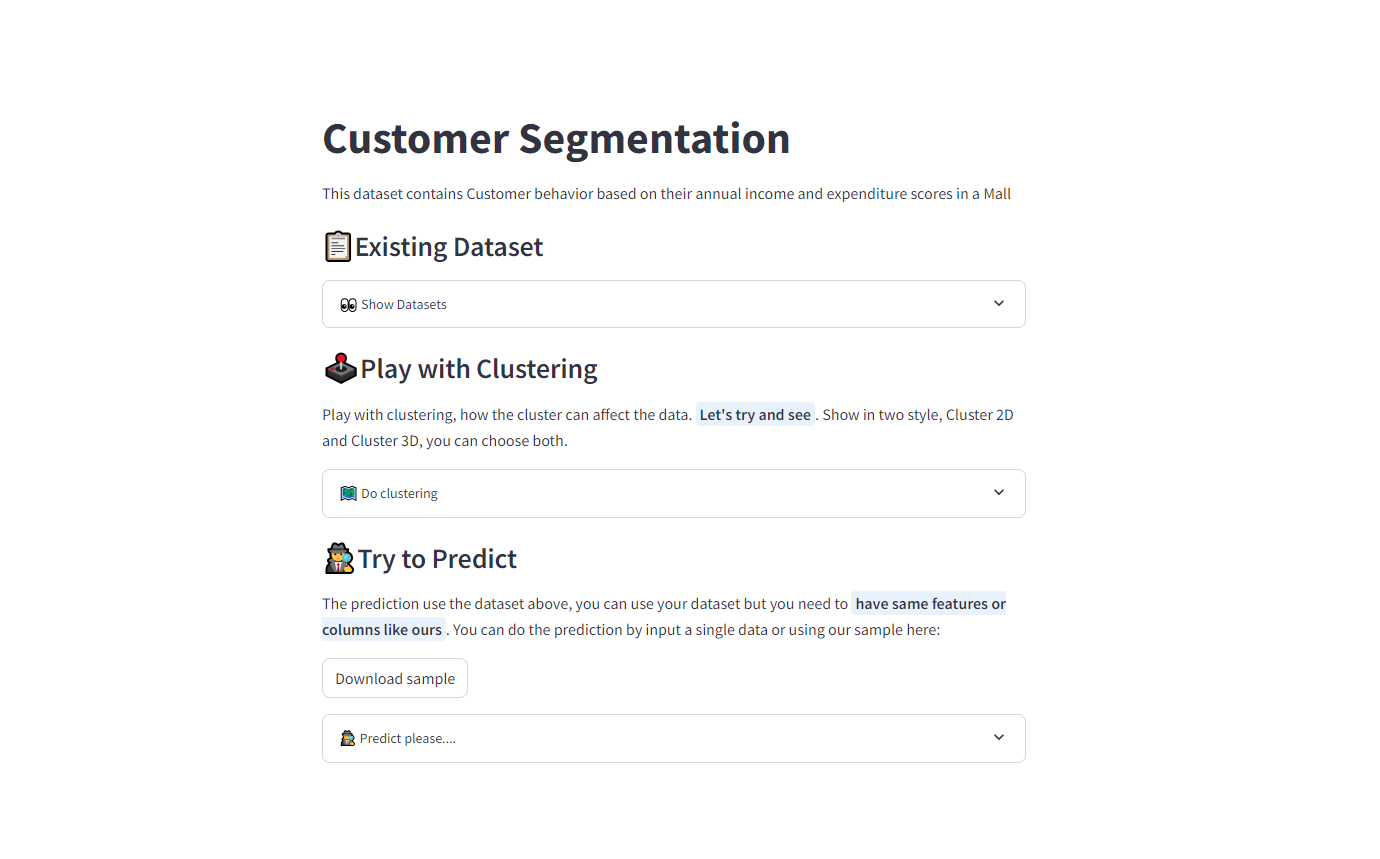 Customer Segmentation
This dataset contains Customer behavior based on their annual income and expenditure scores in a Mall
📋Existing Dataset
👀 Show Datasets
🕹️Play with Clustering
Play with clustering, how the cluster can affect the data. Let's try and see . Show in two style, Cluster 2D
and Cluster 3D, you can choose both.
🗺️ Do clustering
🕵️Try to Predict
The prediction use the dataset above, you can use your dataset but you need to have same features or
columns like ours . You can do the prediction by input a single data or using our sample here:
Download sample
🕵️ Predict please....